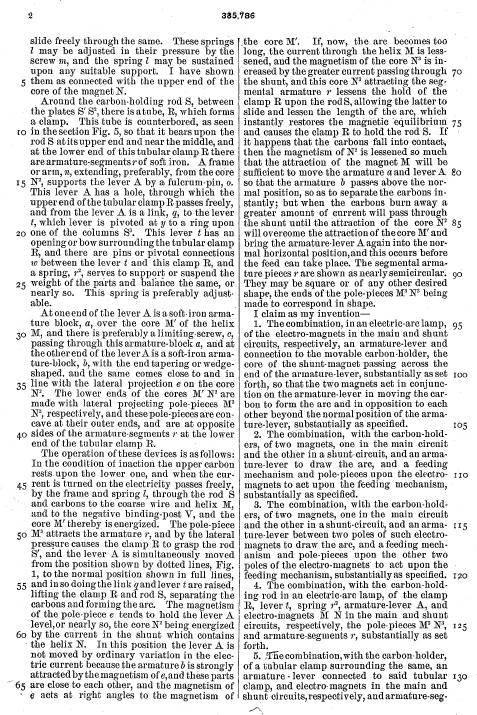 2
385,786
slide freely through the same. These springs
l may be adjusted in their pressure by the
screw m, and the spring l may be sustained
upon any suitable support. I have shown
5 them as connected with the upper end of the
core of the magnet N.
Around the carbon-holding rod S, between
the plates S' S², there is a tube, R, which forms
a clamp. This tube is counterbored, as seen
10 in the section Fig. 5, so that it bears upon the
rod S at its upper end and near the middle, and
at the lower end of this tubular clamp R there
are armature-segments r of soft iron. A frame
or arm, n, extending, preferably, from the core
15 N², supports the lever A by a fulcrum-pin, o.
This lever A has a hole, through which the
upper end of the tubular clamp R passes freely,
and from the lever A is a link, q, to the lever
t, which lever is pivoted at y to a ring upon
20 one of the columns S³. This lever t has an
opening or bow surrounding the tubular clamp
R, and there are pins or pivotal connections
w between the lever t and this clamp R, and
a spring, r², serves to support or suspend the
25 weight of the parts and balance the same, or
nearly so. This spring is preferably adjust-
able.
At one end of the lever A is a soft-iron arma-
ture block, a, over the core M' of the helix
30 M, and there is preferably a limiting-screw, c,
passing through this armature-block a, and at
the other end of the lever A is a soft-iron arma-
ture-block, b, with the end tapering or wedge-
shaped, and the same comes close to and in
35 line with the lateral projection e on the core
N². The lower ends of the cores M' N² are
made with lateral projecting pole-pieces M³
N³, respectively, and these pole-pieces are con-
cave at their outer ends, and are at opposite
40 sides of the armature-segments r at the lower
end of the tubular clamp R.
The operation of these devices is as follows:
In the condition of inaction the upper carbon
rests upon the lower one, and when the cur-
45 rent is turned on the electricity passes freely,
by the frame and spring l, through the rod S
and carbons to the coarse wire and helix M,
and to the negative binding-post V, and the
core M' thereby is energized. The pole-piece
50 M³ attracts the armature r, and by the lateral
pressure causes the clamp R to grasp the rod
S', and the lever A is simultaneously moved
from the position shown by dotted lines, Fig.
1, to the normal position shown in full lines,
55 and in so doing the link q and lever t are raised,
lifting the clamp R and rod S, separating the
carbons and forming the arc. The magnetism
of the pole-piece e tends to hold the lever A
level, or nearly so, the core N² being energized
60 by the current in the shunt which contains
the helix N. In this position the lever A is
not moved by ordinary variation in the elec-
tric current because the armature b is strongly
attracted by the magnetism of e, and these parts
65 are close to each other, and the magnetism of
e acts at right angles to the magnetism of
the core M'. If, now, the arc becomes too
long, the current through the helix M is less-
sened, and the magnetism of the core N² is in-
creased by the greater current passing through 70
the shunt, and this core N² attracting the seg-
mental armature r lessens the hold of the
clamp R upon the rod S, allowing the latter to
slide and lessen the length of the arc, which
instantly restores the magnetic equilibrium 75
and causes the clamp R to hold the rod S. If
it happens that the carbons fall into contact,
then the magnetism of N² is lessened so much
that the attraction of the magnet M will be
sufficient to move the armature a and lever A 80
so that the armature b passes above the nor-
mal position, so as to separate the carbons in-
stantly; but when the carbons burn away a
greater amount of current will pass through
the shunt until the attraction of the core N² 85
will overcome the attraction of the core M' and
bring the armature-lever A again into the nor-
mal horizontal position, and this occurs before
the feed can take place. The segmental arma-
ture pieces r are shown as nearly semicircular. 90
They may be square or of any other desired
shape, the ends of the pole-pieces M³ N³ being
made to correspond in shape.
I claim as my invention—
1. The combination, in an electric-arc lamp, 95
of the electro-magnets in the main and shunt
circuits, respectively, an armature-lever and
connection to the movable carbon-holder, the
core of the shunt-magnet passing across the
end of the armature-lever, substantially as set 100
forth, so that the two magnets act in conjunc-
tion on the armature-lever in moving the car-
bon to form the arc and in opposition to each
other beyond the normal position of the arma-
ture-lever, substantially as specified. 105
2. The combination, with the carbon-hold-
ers, of two magnets, one in the main circuit
and the other in a shunt-circuit, and an arma-
ture-lever to draw the arc, and a feeding
mechanism and pole-pieces upon the electro- 110
magnets to act upon the feeding mechanism,
substantially as specified.
3. The combination, with the carbon-hold-
ers, of two magnets, one in the main circuit
and the other in a shunt-circuit, and an arma- 115
ture-lever between two poles of such electro-
magnets to draw the arc, and a feeding mech-
anism and pole-pieces upon the other two
poles of the electro-magnets to act upon the
feeding mechanism, substantially as specified. 120
4. The combination, with the carbon-hold-
ing rod in an electric-arc lamp, of the clamp
R, lever t, spring r², armature-lever A, and
electro-magnets M N in the main and shunt
circuits, respectively, the pole-pieces M³ N³, 125
and armature-segments r, substantially as set
forth.
5. The combination, with the carbon-holder,
of a tubular clamp surrounding the same, an
armature-lever connected to said tubular 130
clamp, and electro-magnets in the main and
shunt circuits, respectively, and armature-seg-